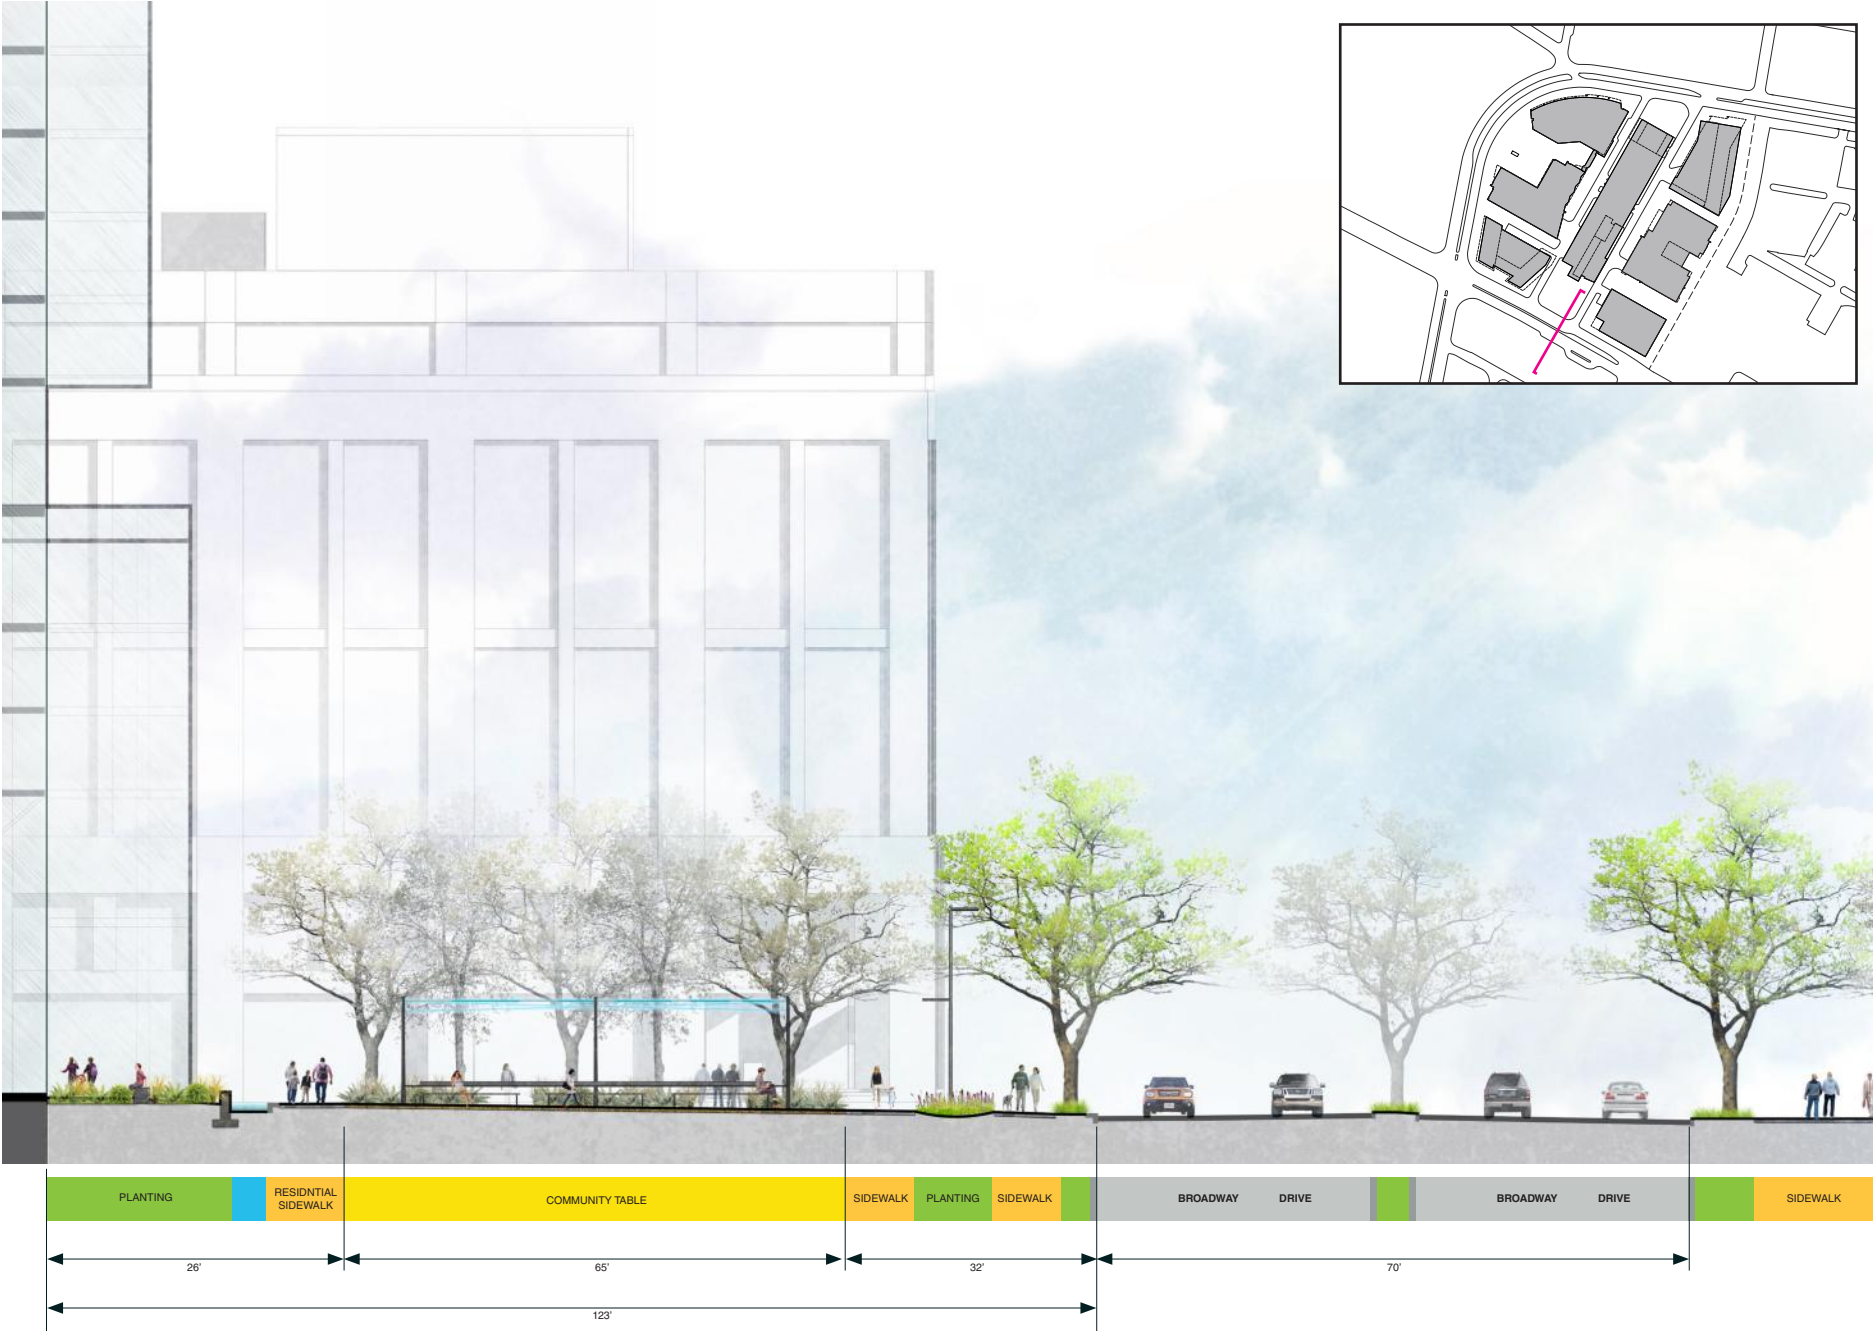 PLANTING
RESIDNTIAL
SIDEWALK
COMMUNITY TABLE
SIDEWALK
PLANTING
SIDEWALK
BROADWAY DRIVE
BROADWAY DRIVE
SIDEWALK
26'
65'
32'
70'
123'